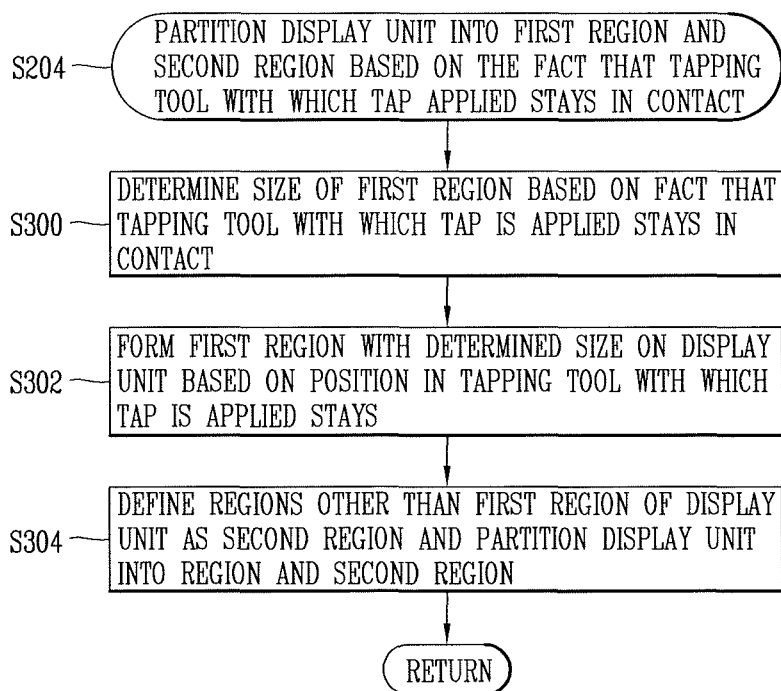 S204
PARTITION DISPLAY UNIT INTO FIRST REGION AND
SECOND REGION BASED ON THE FACT THAT TAPPING
TOOL WITH WHICH TAP APPLIED STAYS IN CONTACT
S300
DETERMINE SIZE OF FIRST REGION BASED ON FACT THAT
TAPPING TOOL WITH WHICH TAP IS APPLIED STAYS IN
CONTACT
S302
FORM FIRST REGION WITH DETERMINED SIZE ON DISPLAY
UNIT BASED ON POSITION IN TAPPING TOOL WITH WHICH
TAP IS APPLIED STAYS
S304
DEFINE REGIONS OTHER THAN FIRST REGION OF DISPLAY
UNIT AS SECOND REGION AND PARTITION DISPLAY UNIT
INTO REGION AND SECOND REGION
RETURN